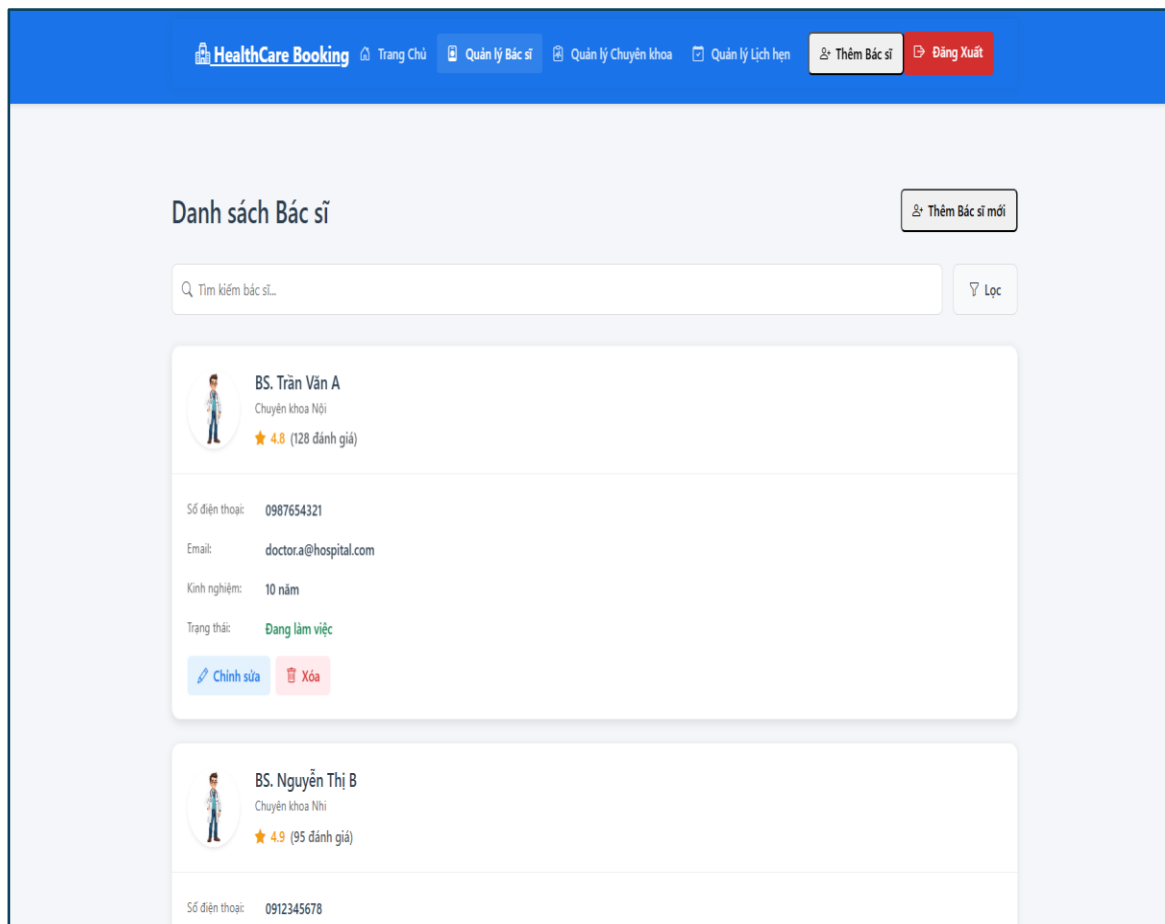 HealthCare Booking Trang Chủ Quản lý Bác sĩ Quản lý Chuyên khoa Quản lý Lịch hẹn Thêm Bác sĩ Đăng Xuất
Danh sách Bác sĩ Thêm Bác sĩ mới
Tìm kiếm bác sĩ... Lọc
BS. Trần Văn A
Chuyên khoa Nội
4.8 (128 đánh giá)
Số điện thoại: 0987654321
Email: doctor.a@hospital.com
Kinh nghiệm: 10 năm
Trạng thái: Đang làm việc
Chỉnh sửa Xóa
BS. Nguyễn Thị B
Chuyên khoa Nhi
4.9 (95 đánh giá)
Số điện thoại: 0912345678